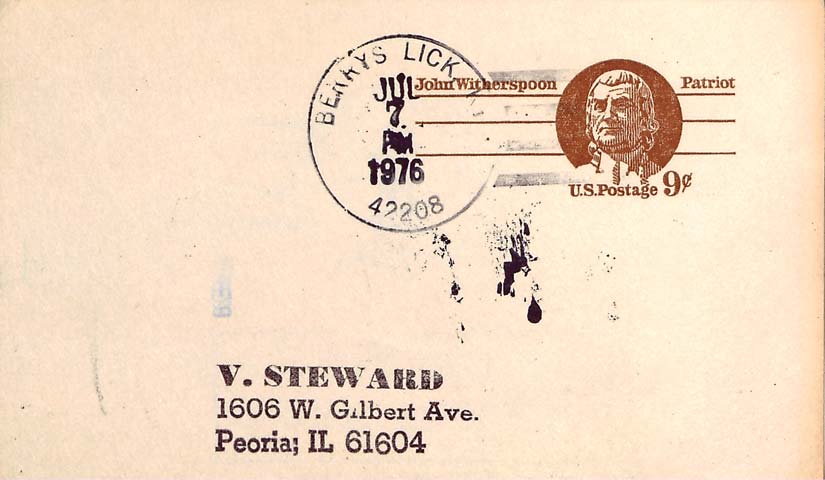 BERRYS LICK
JUL
7
PM
1976
42208
John Witherspoon Patriot
U.S. Postage 9¢
V. STEWARD
1606 W. Gilbert Ave.
Peoria; IL 61604